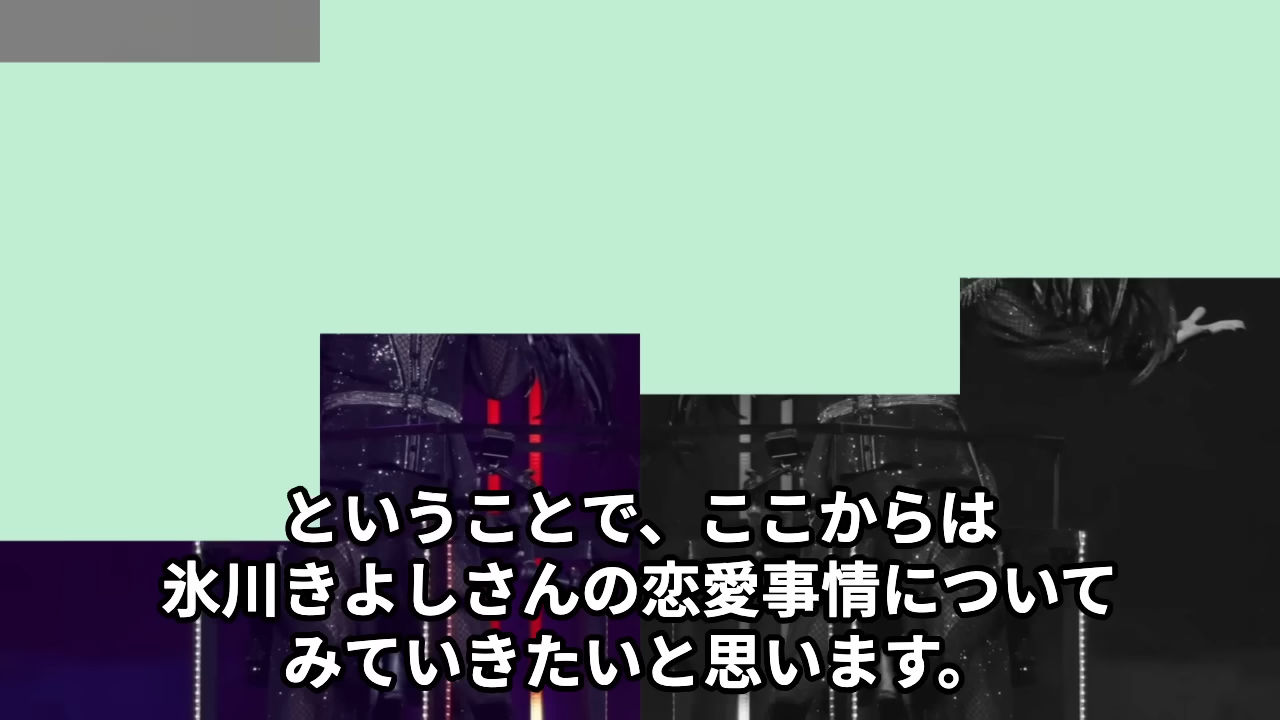 ということで、ここからは
氷川きよしさんの恋愛事情について
みていきたいと思います。